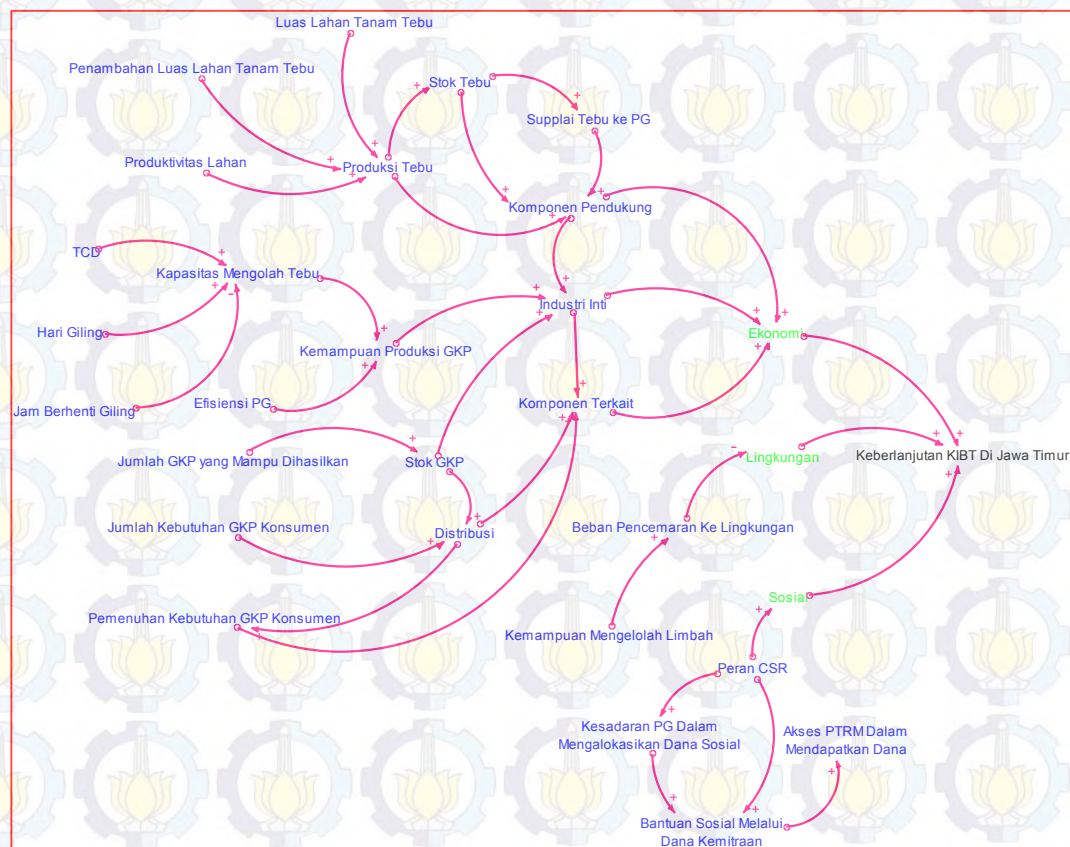 Luas Lahan Tanam Tebu
Penambahan Luas Lahan Tanam Tebu
Stok Tebu
Supplai Tebu ke PG
Produktivitas Lahan
Produksi Tebu
Komponen Pendukung
TCD
Kapasitas Mengolah Tebu
Industri Inti
Hari Giling
Ekonomi
Kemampuan Produksi GKP
Jam Berhenti Giling
Efisiensi PG
Komponen Terkait
Jumlah GKP yang Mampu Dihasilkan
Stok GKP
Lingkungan
Keberlanjutan KIBT Di Jawa Timur
Jumlah Kebutuhan GKP Konsumen
Distribusi
Beban Pencemaran Ke Lingkungan
Sosial
Pemenuhan Kebutuhan GKP Konsumen
Kemampuan Mengelolah Limbah
Peran CSR
Kesadaran PG Dalam
Mengalokasikan Dana Sosial
Akses PTRM Dalam
Mendapatkan Dana
Bantuan Sosial Melalui
Dana Kemitraan